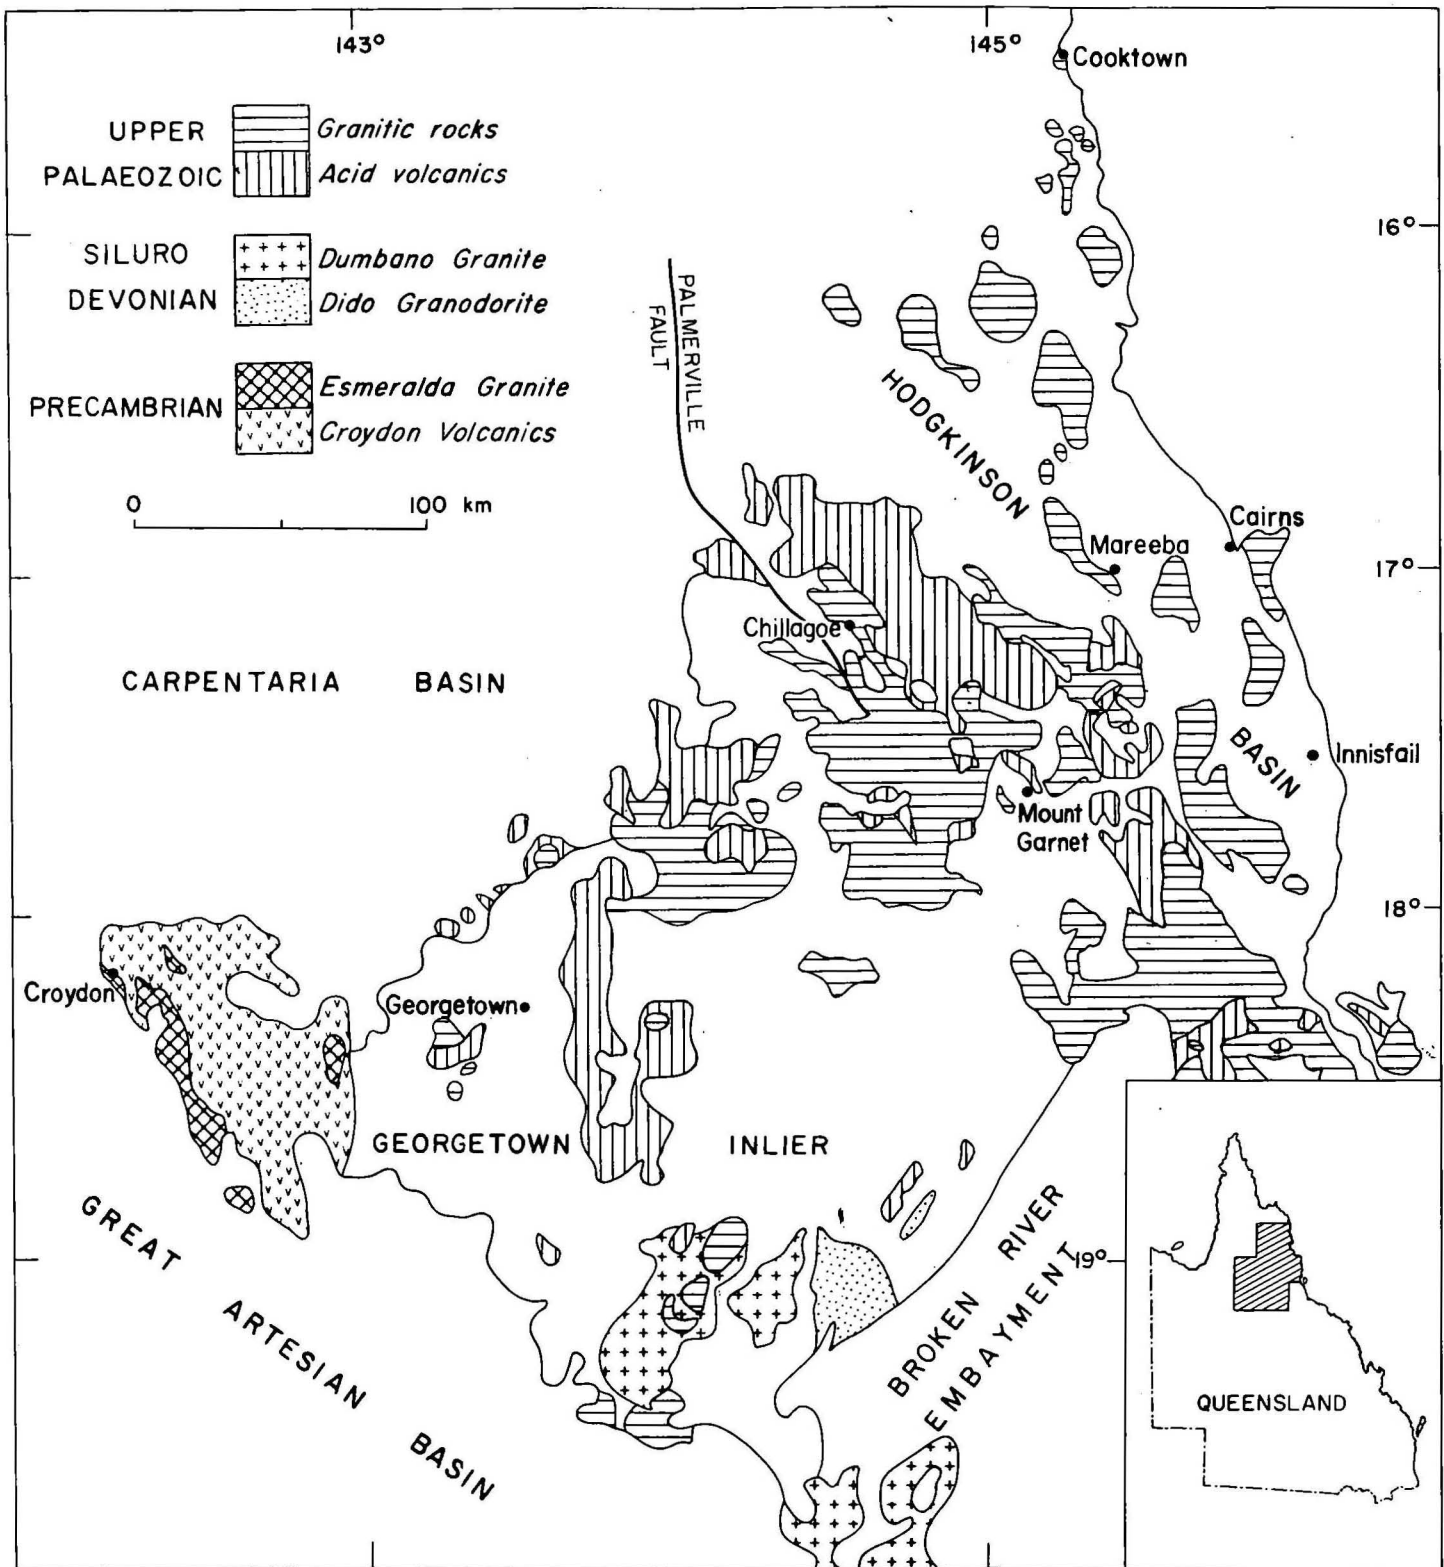 143°
145°
Cooktown
UPPER
PALAEOZOIC
Granitic rocks
Acid volcanics
SILURO
DEVONIAN
Dumbano Granite
Dido Granodorite
PRECAMBRIAN
Esmeralda Granite
Croydon Volcanics
0 100 km
PALMERVILLE
FAULT
16°
HODGKINSON
BASIN
Cairns
Mareeba
17°
Chillagoe
CARPENTARIA BASIN
Innisfail
Mount
Garnet
18°
Croydon
Georgetown
GEORGETOWN INLIER
GREAT
ARTESIAN
BASIN
BROKEN RIVER
EMBAYMENT
19°
QUEENSLAND